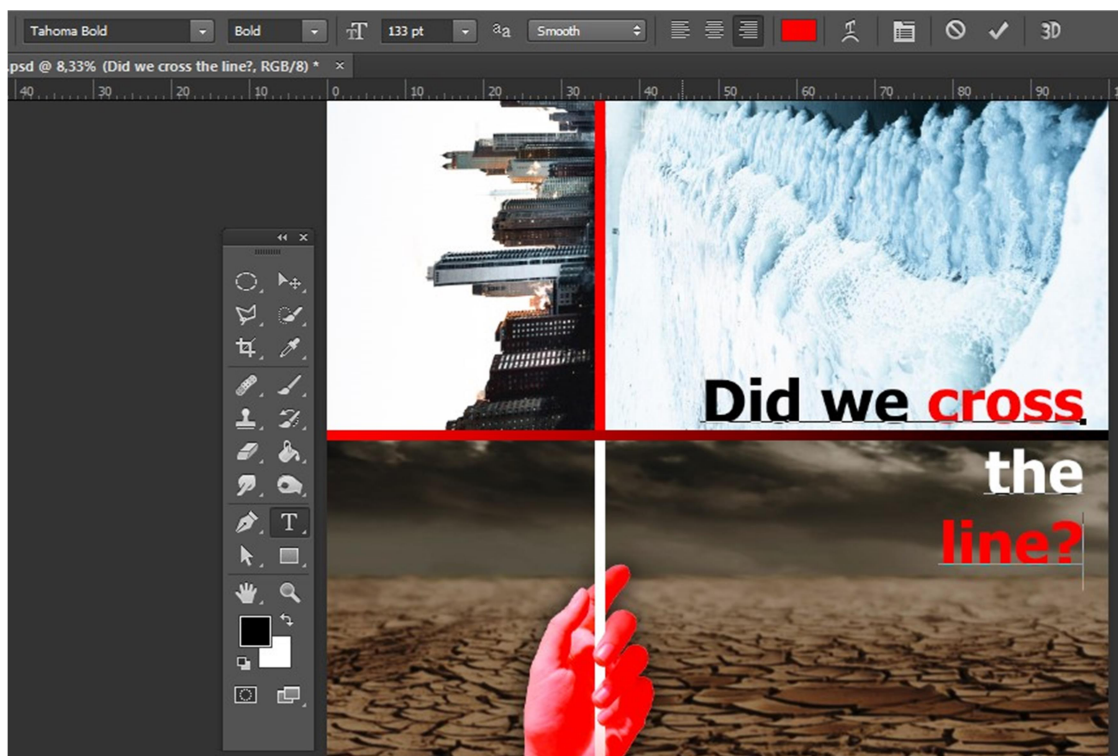 Tahoma Bold Bold 133 pt aa Smooth 3D
.psd @ 8,33% (Did we cross the line?, RGB/8) * ×
40 30 20 10 0 10 20 30 40 50 60 70 80 90
Did we cross
the
line?